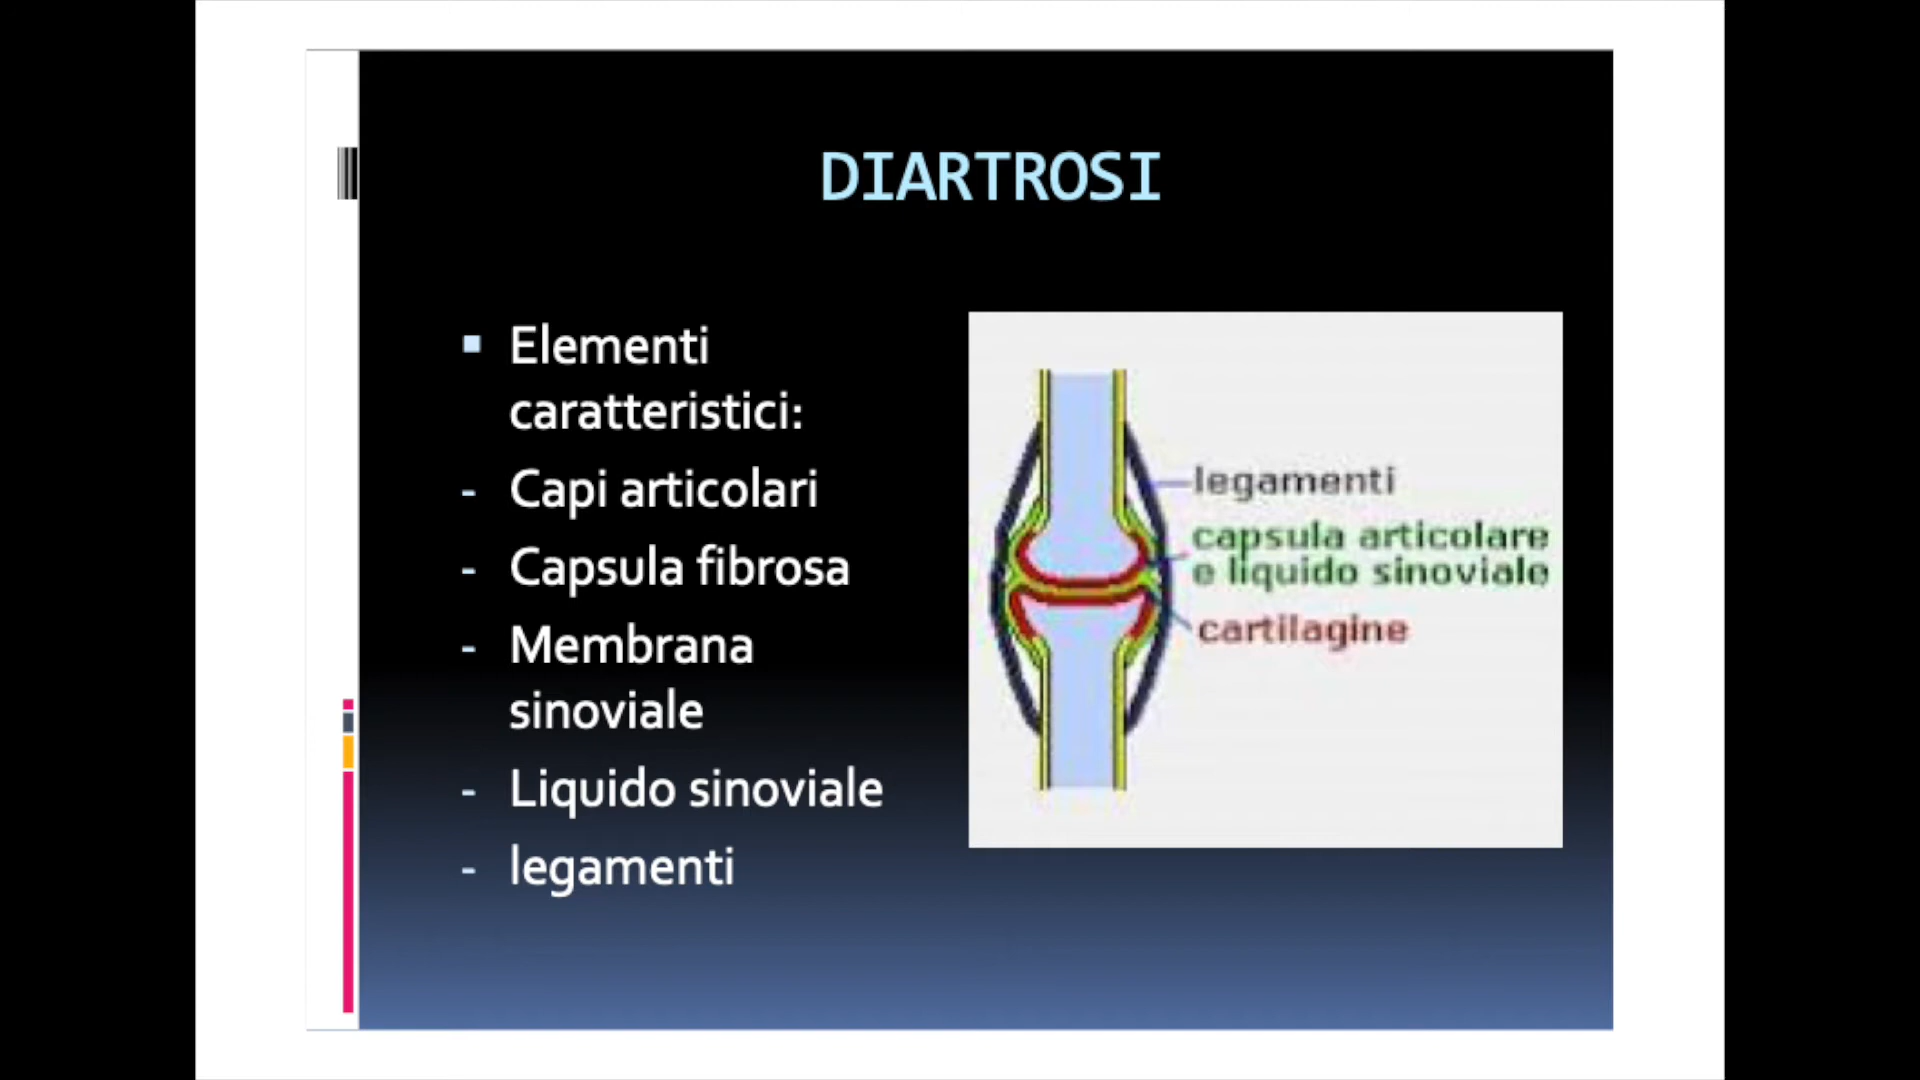 DIARTROSI
Elementi
caratteristici:
- Capi articolari
- Capsula fibrosa
- Membrana
sinoviale
- Liquido sinoviale
- legamenti
legamenti
capsula articolare
e liquido sinoviale
cartilagine